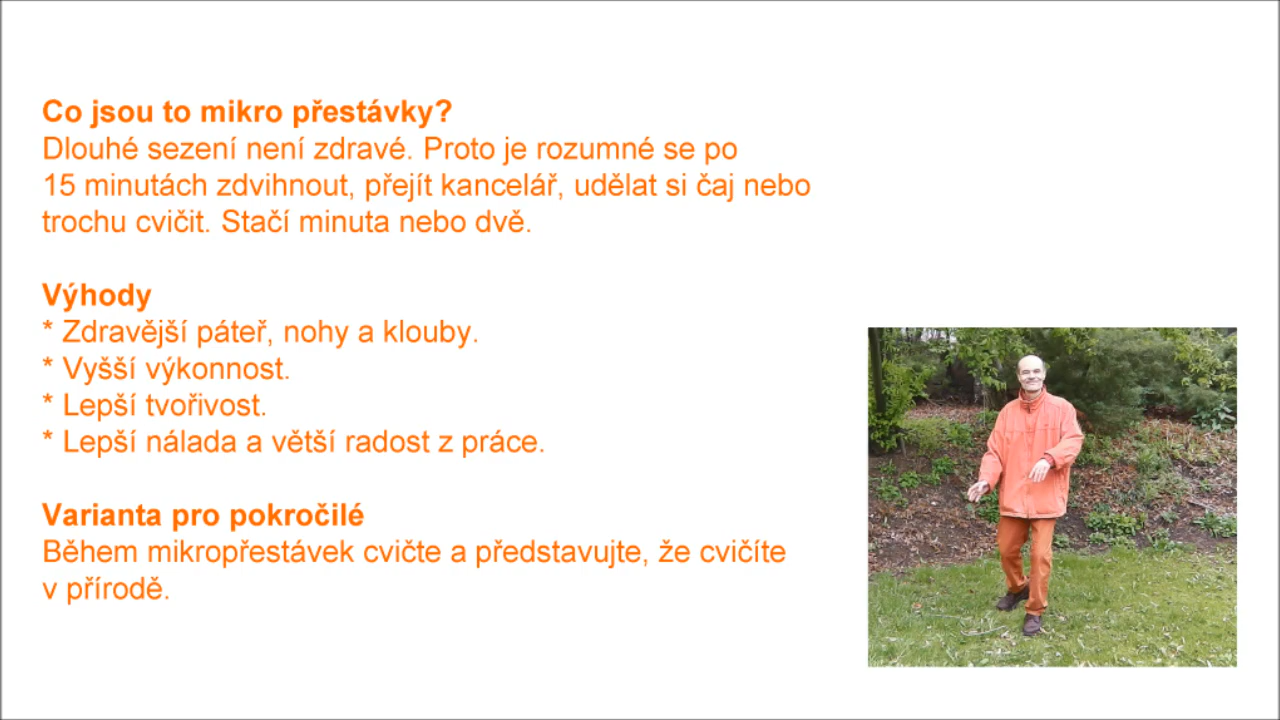 Co jsou to mikro přestávky?
Dlouhé sezení není zdravé. Proto je rozumné se po
15 minutách zdvihnout, přejít kancelář, udělat si čaj nebo
trochu cvičit. Stačí minuta nebo dvě.
Výhody
* Zdravější páteř, nohy a klouby.
* Vyšší výkonnost.
* Lepší tvořivost.
* Lepší nálada a větší radost z práce.
Varianta pro pokročilé
Během mikropřestávek cvičte a představujte, že cvičíte
v přírodě.